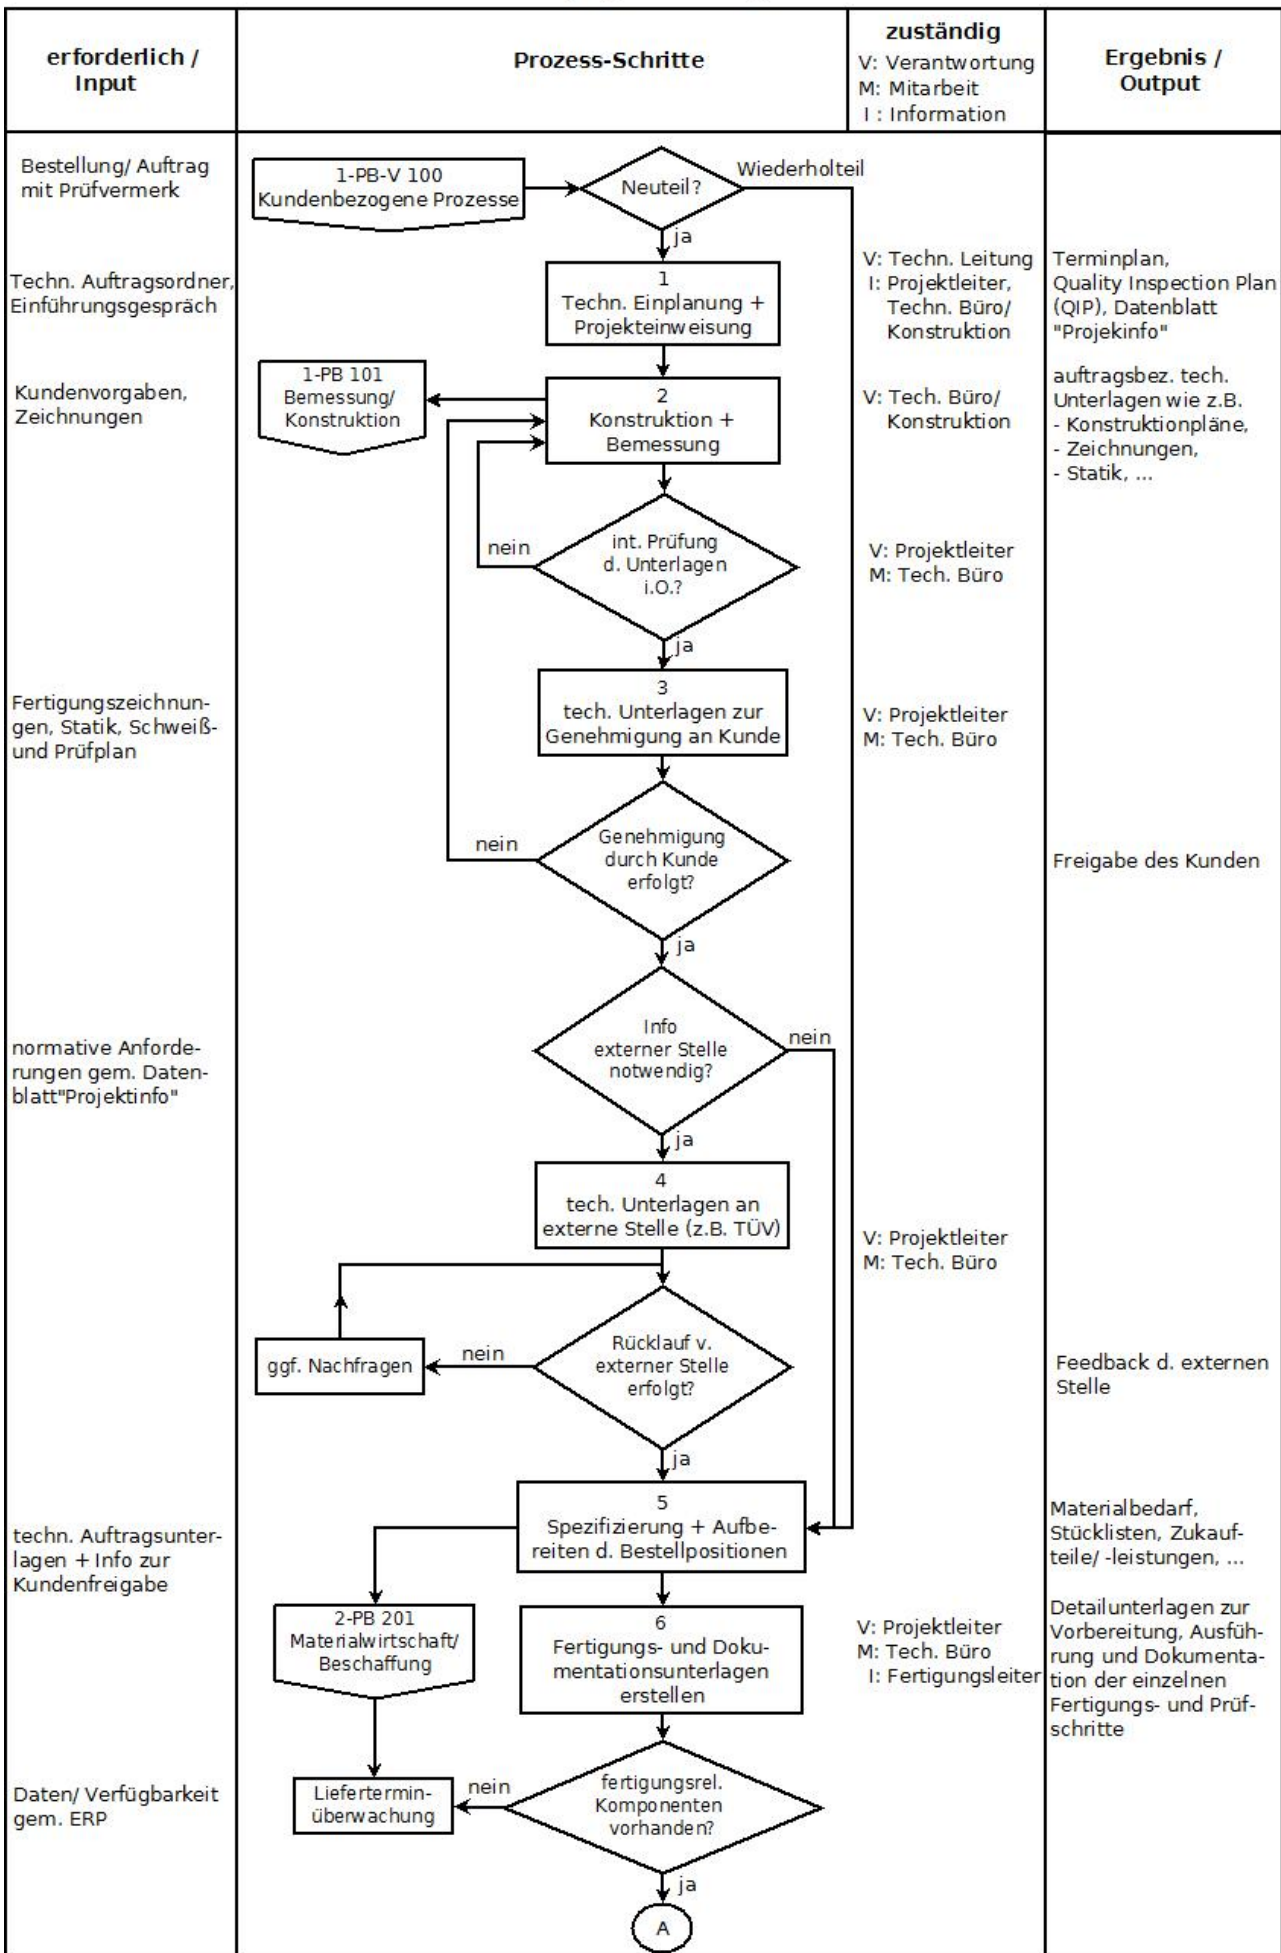 erforderlich /
Input
Prozess-Schritte
zuständig
V: Verantwortung
M: Mitarbeit
I : Information
Ergebnis /
Output
Bestellung/ Auftrag
mit Prüfvermerk
1-PB-V 100
Kundenbezogene Prozesse
Neuteil?
Wiederholteil
ja
Techn. Auftragsordner,
Einführungsgespräch
1
Techn. Einplanung +
Projekteinweisung
V: Techn. Leitung
I: Projektleiter,
Techn. Büro/
Konstruktion
Terminplan,
Quality Inspection Plan
(QIP), Datenblatt
"Projekinfo"
Kundenvorgaben,
Zeichnungen
1-PB 101
Bemessung/
Konstruktion
2
Konstruktion +
Bemessung
V: Tech. Büro/
Konstruktion
auftragsbez. tech.
Unterlagen wie z.B.
- Konstruktionpläne,
- Zeichnungen,
- Statik, ...
nein
int. Prüfung
d. Unterlagen
i.O.?
V: Projektleiter
M: Tech. Büro
ja
Fertigungszeichnun-
gen, Statik, Schweiß-
und Prüfplan
3
tech. Unterlagen zur
Genehmigung an Kunde
V: Projektleiter
M: Tech. Büro
nein
Genehmigung
durch Kunde
erfolgt?
Freigabe des Kunden
ja
normative Anforde-
rungen gem. Daten-
blatt"Projektinfo"
Info
externer Stelle
notwendig?
nein
ja
4
tech. Unterlagen an
externe Stelle (z.B. TÜV)
V: Projektleiter
M: Tech. Büro
ggf. Nachfragen
nein
Rücklauf v.
externer Stelle
erfolgt?
Feedback d. externen
Stelle
ja
techn. Auftragsunter-
lagen + Info zur
Kundenfreigabe
5
Spezifizierung + Aufbe-
reiten d. Bestellpositionen
Materialbedarf,
Stücklisten, Zukauf-
teile/ -leistungen, ...
2-PB 201
Materialwirtschaft/
Beschaffung
6
Fertigungs- und Doku-
mentationsunterlagen
erstellen
V: Projektleiter
M: Tech. Büro
I: Fertigungsleiter
Detailunterlagen zur
Vorbereitung, Ausfüh-
rung und Dokumenta-
tion der einzelnen
Fertigungs- und Prüf-
schritte
Daten/ Verfügbarkeit
gem. ERP
Liefertermin-
überwachung
nein
fertigungsrel.
Komponenten
vorhanden?
ja
A